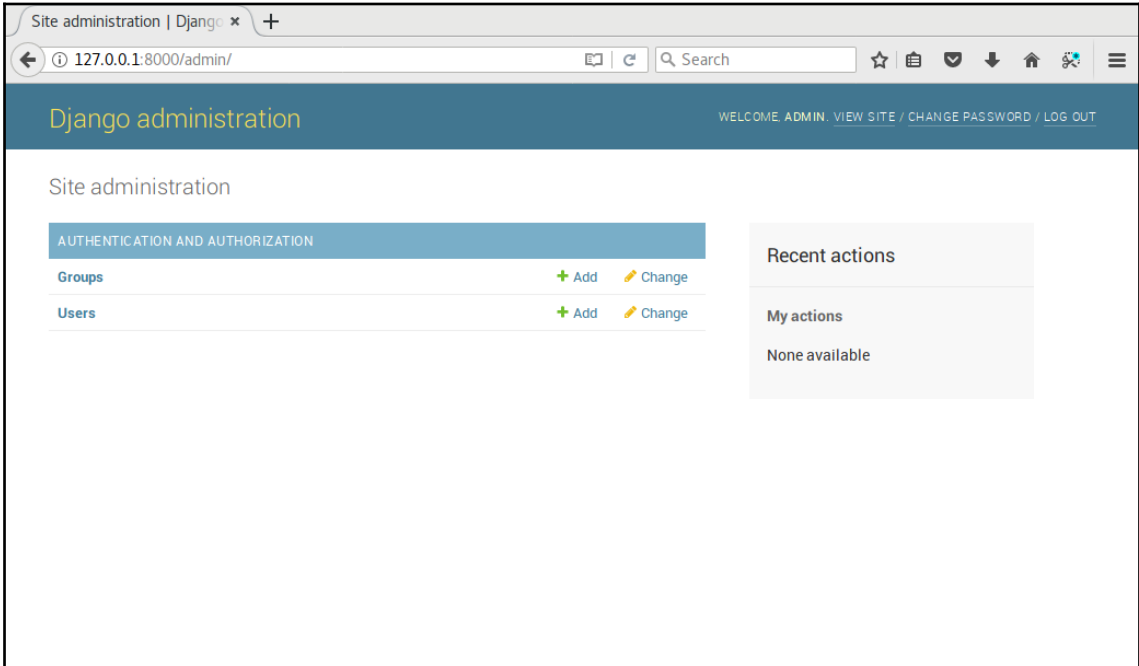 Site administration | Django
127.0.0.1:8000/admin/
Search
Django administration
WELCOME, ADMIN. VIEW SITE / CHANGE PASSWORD / LOG OUT
Site administration
AUTHENTICATION AND AUTHORIZATION
Groups Add Change
Users Add Change
Recent actions
My actions
None available